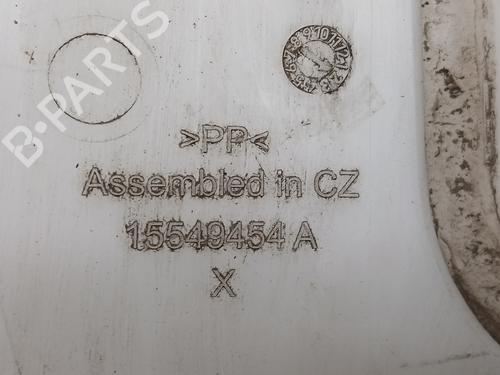 B-PARTS
>PP<
Assembled in CZ
15549454 A
X